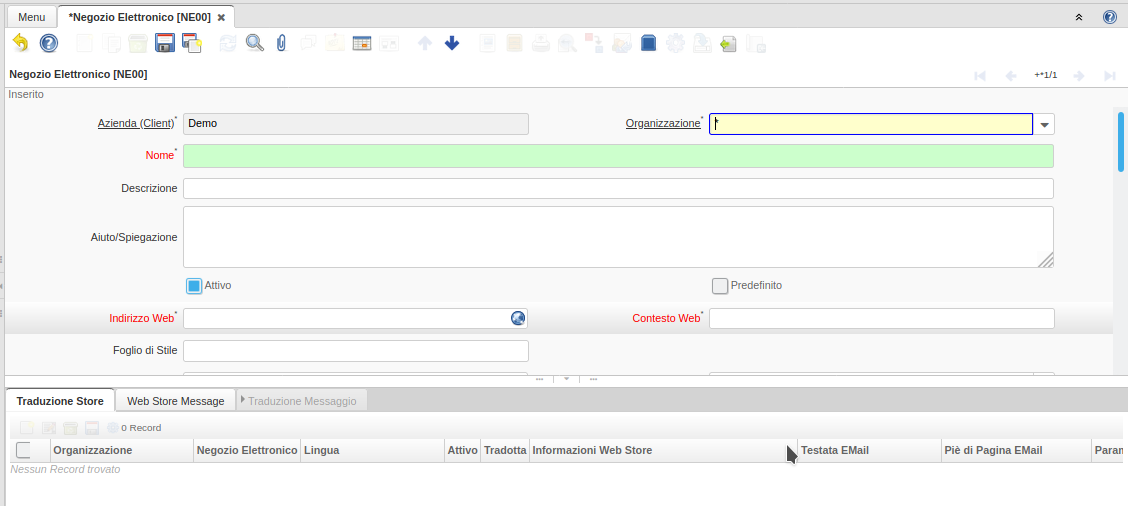 Menu *Negozio Elettronico [NE00]
Negozio Elettronico [NE00] +*1/1
Inserito
Azienda (Client)* Demo Organizzazione* *
Nome*
Descrizione
Aiuto/Spiegazione
Attivo Predefinito
Indirizzo Web* Contesto Web*
Foglio di Stile
Traduzione Store Web Store Message Traduzione Messaggio
0 Record
Organizzazione Negozio Elettronico Lingua Attivo Tradotta Informazioni Web Store Testata EMail Piè di Pagina EMail Param
Nessun Record trovato